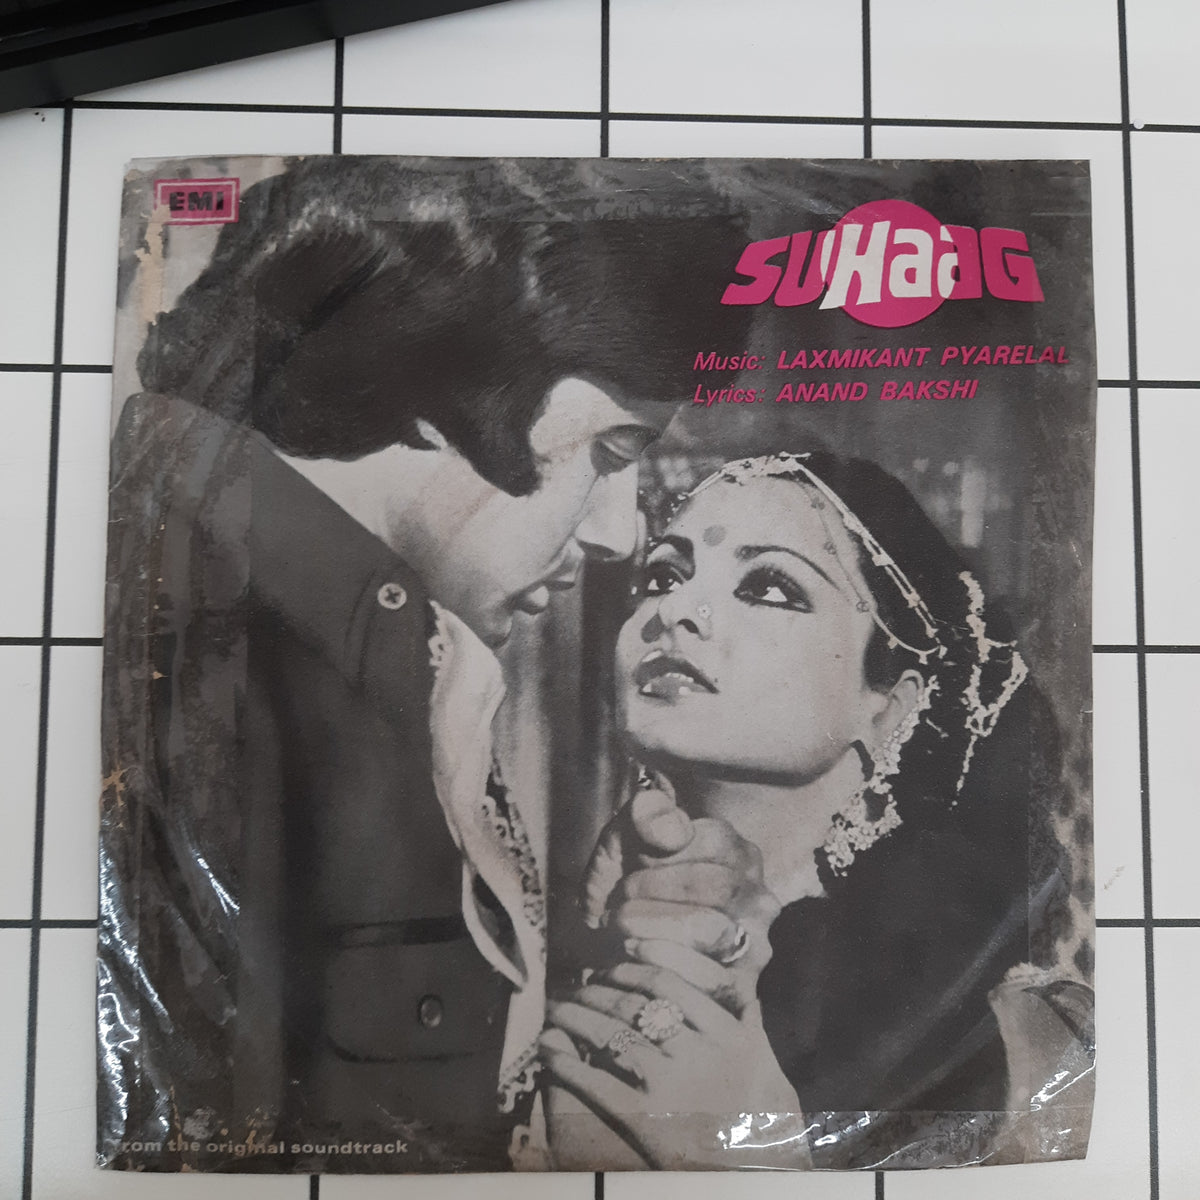 EMI
SUHaaG
Music: LAXMIKANT PYARELAL
Lyrics: ANAND BAKSHI
from the original soundtrack